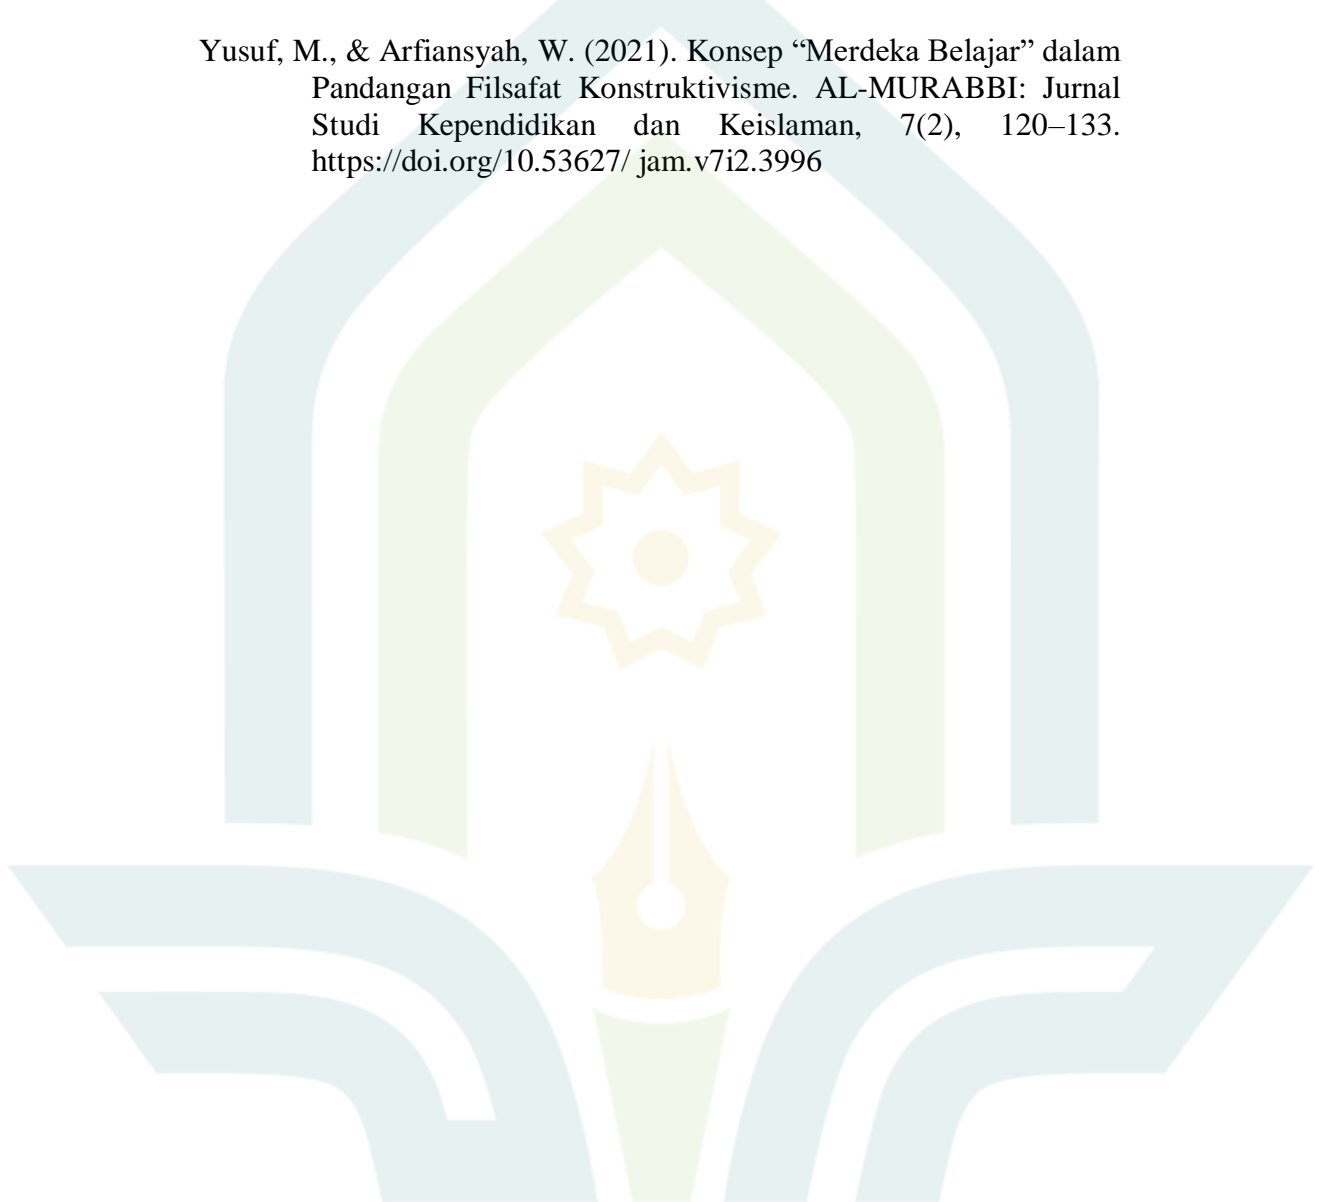 Yusuf, M., & Arfiansyah, W. (2021). Konsep “Merdeka Belajar” dalam
Pandangan Filsafat Konstruktivisme. AL-MURABBI: Jurnal
Studi Kependidikan dan Keislaman, 7(2), 120–133.
https://doi.org/10.53627/ jam.v7i2.3996